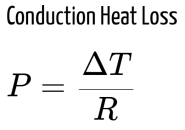 Conduction Heat Loss
P = ΔT / R